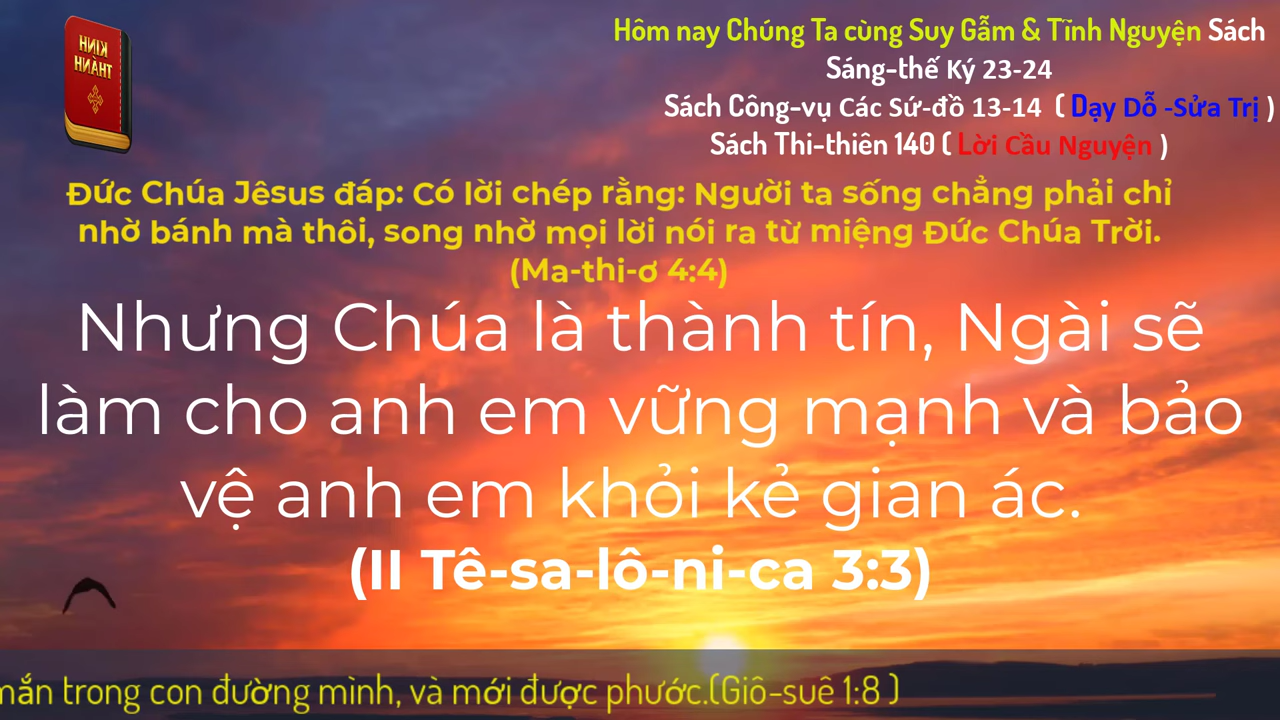 KINH
THÁNH
Hôm nay Chúng Ta cùng Suy Gẫm & Tĩnh Nguyện Sách
Sáng-thế Ký 23-24
Sách Công-vụ Các Sứ-đồ 13-14 ( Dạy Dỗ -Sửa Trị )
Sách Thi-thiên 140 ( Lời Cầu Nguyện )
Đức Chúa Jêsus đáp: Có lời chép rằng: Người ta sống chẳng phải chỉ
nhờ bánh mà thôi, song nhờ mọi lời nói ra từ miệng Đức Chúa Trời.
(Ma-thi-ơ 4:4)
Nhưng Chúa là thành tín, Ngài sẽ
làm cho anh em vững mạnh và bảo
vệ anh em khỏi kẻ gian ác.
(II Tê-sa-lô-ni-ca 3:3)
trong con đường mình, và mới được phước.(Giô-suê 1:8 )